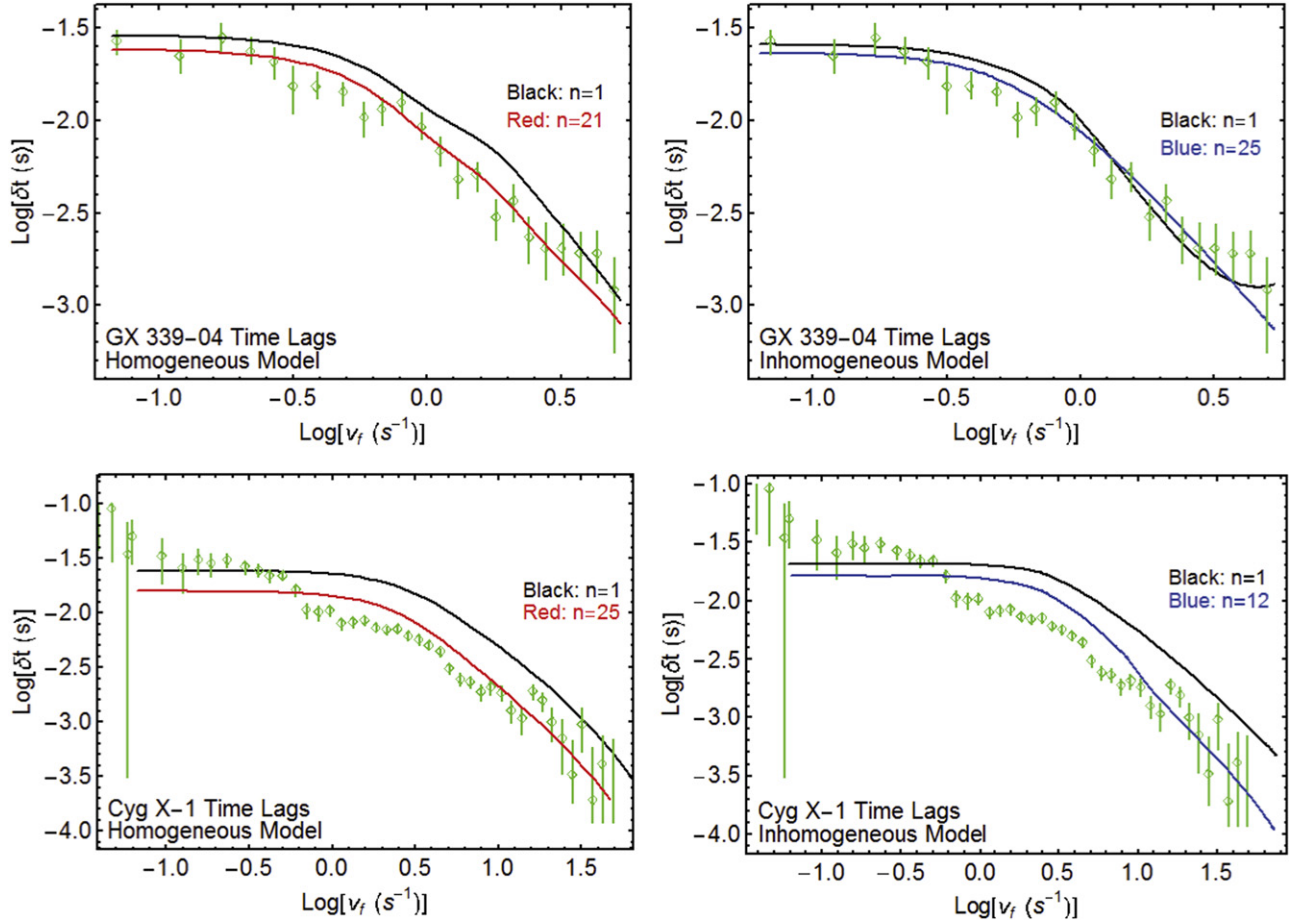 Log[δt (s)]
-1.5
-2.0
-2.5
-3.0
Black: n=1
Red: n=21
GX 339-04 Time Lags
Homogeneous Model
-1.0
-0.5
0.0
0.5
Log[ν_f (s⁻¹)]
Log[δt (s)]
-1.5
-2.0
-2.5
-3.0
Black: n=1
Blue: n=25
GX 339-04 Time Lags
Inhomogeneous Model
-1.0
-0.5
0.0
0.5
Log[ν_f (s⁻¹)]
Log[δt (s)]
-1.0
-1.5
-2.0
-2.5
-3.0
-3.5
-4.0
Black: n=1
Red: n=25
Cyg X-1 Time Lags
Homogeneous Model
-1.0
-0.5
0.0
0.5
1.0
1.5
Log[ν_f (s⁻¹)]
Log[δt (s)]
-1.0
-1.5
-2.0
-2.5
-3.0
-3.5
-4.0
Black: n=1
Blue: n=12
Cyg X-1 Time Lags
Inhomogeneous Model
-1.0
-0.5
0.0
0.5
1.0
1.5
Log[ν_f (s⁻¹)]